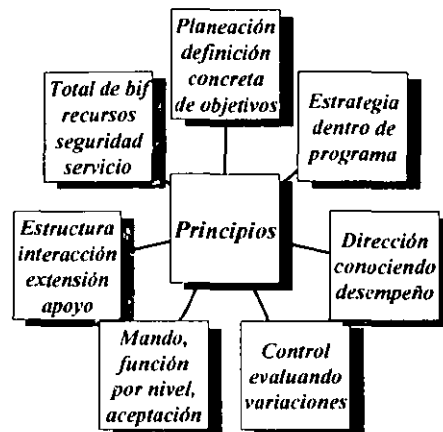 Planeación
definición
concreta
de objetivos
Estrategia
dentro de
programa
Dirección
conociendo
desempeño
Control
evaluando
variaciones
Mando,
función
por nivel,
aceptación
Estructura
interacción
extensión
apoyo
Total de bif
recursos
seguridad
servicio
Principios